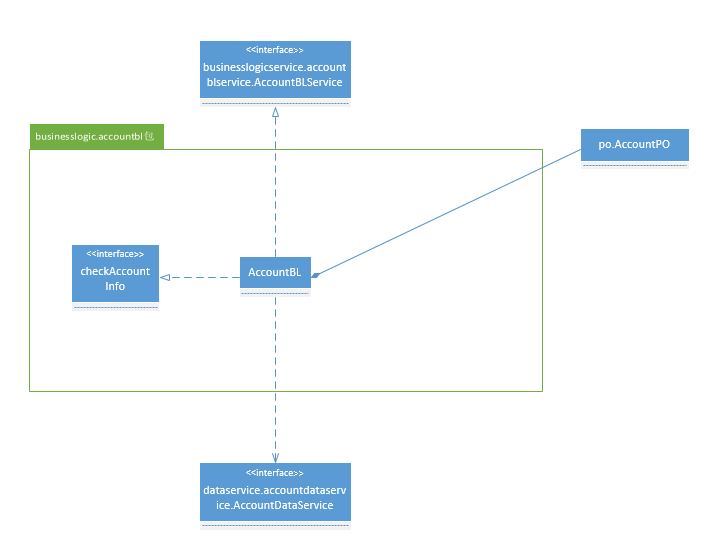 <<interface>>
businesslogicservice.account
blservice.AccountBLService
businesslogic.accountbl包
po.AccountPO
<<interface>>
checkAccount
Info
AccountBL
<<interface>>
dataservice.accountdataserv
ice.AccountDataService